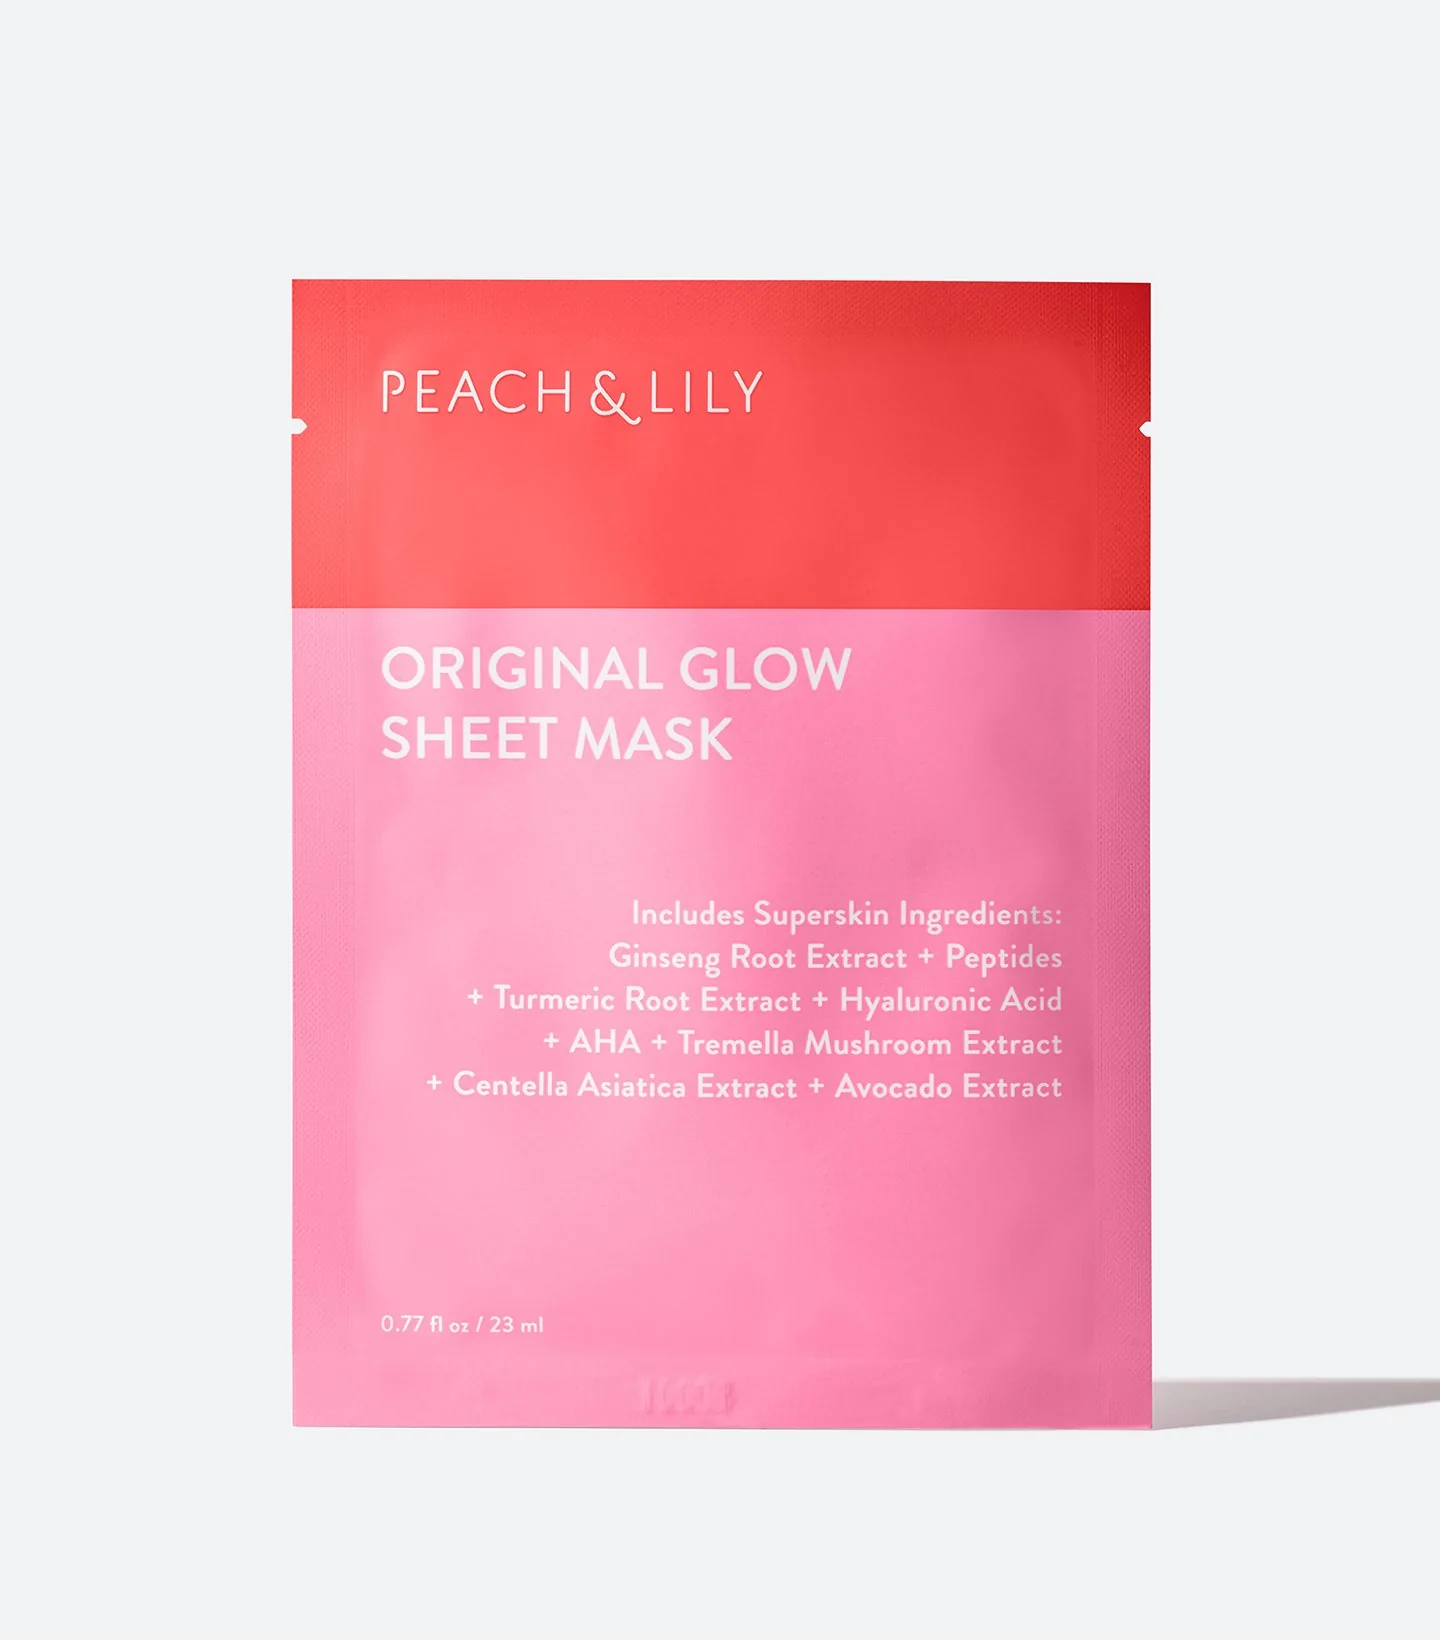 PEACH & LILY
ORIGINAL GLOW
SHEET MASK
Includes Superskin Ingredients:
Ginseng Root Extract + Peptides
+ Turmeric Root Extract + Hyaluronic Acid
+ AHA + Tremella Mushroom Extract
+ Centella Asiatica Extract + Avocado Extract
0.77 fl oz / 23 ml